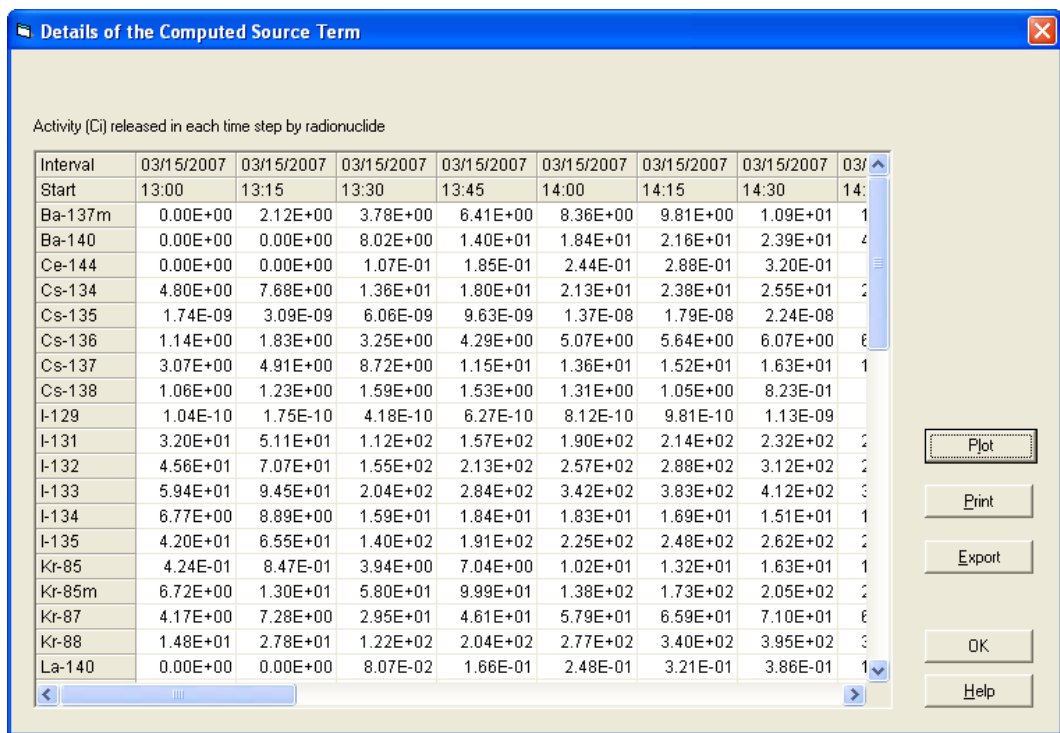 Details of the Computed Source Term
Activity (Ci) released in each time step by radionuclide
Interval 03/15/2007 03/15/2007 03/15/2007 03/15/2007 03/15/2007 03/15/2007 03/15/2007 03/
Start 13:00 13:15 13:30 13:45 14:00 14:15 14:30 14:
Ba-137m 0.00E+00 2.12E+00 3.78E+00 6.41E+00 8.36E+00 9.81E+00 1.09E+01 1
Ba-140 0.00E+00 0.00E+00 8.02E+00 1.40E+01 1.84E+01 2.16E+01 2.39E+01
Ce-144 0.00E+00 0.00E+00 1.07E-01 1.85E-01 2.44E-01 2.88E-01 3.20E-01
Cs-134 4.80E+00 7.68E+00 1.36E+01 1.80E+01 2.13E+01 2.38E+01 2.55E+01
Cs-135 1.74E-09 3.09E-09 6.06E-09 9.63E-09 1.37E-08 1.79E-08 2.24E-08
Cs-136 1.14E+00 1.83E+00 3.25E+00 4.29E+00 5.07E+00 5.64E+00 6.07E+00
Cs-137 3.07E+00 4.91E+00 8.72E+00 1.15E+01 1.36E+01 1.52E+01 1.63E+01 1
Cs-138 1.06E+00 1.23E+00 1.59E+00 1.53E+00 1.31E+00 1.05E+00 8.23E-01
I-129 1.04E-10 1.75E-10 4.18E-10 6.27E-10 8.12E-10 9.81E-10 1.13E-09
I-131 3.20E+01 5.11E+01 1.12E+02 1.57E+02 1.90E+02 2.14E+02 2.32E+02
I-132 4.56E+01 7.07E+01 1.55E+02 2.13E+02 2.57E+02 2.88E+02 3.12E+02
I-133 5.94E+01 9.45E+01 2.04E+02 2.84E+02 3.42E+02 3.83E+02 4.12E+02
I-134 6.77E+00 8.89E+00 1.59E+01 1.84E+01 1.83E+01 1.69E+01 1.51E+01 1
I-135 4.20E+01 6.55E+01 1.40E+02 1.91E+02 2.25E+02 2.48E+02 2.62E+02
Kr-85 4.24E-01 8.47E-01 3.94E+00 7.04E+00 1.02E+01 1.32E+01 1.63E+01 1
Kr-85m 6.72E+00 1.30E+01 5.80E+01 9.99E+01 1.38E+02 1.73E+02 2.05E+02
Kr-87 4.17E+00 7.28E+00 2.95E+01 4.61E+01 5.79E+01 6.59E+01 7.10E+01
Kr-88 1.48E+01 2.78E+01 1.22E+02 2.04E+02 2.77E+02 3.40E+02 3.95E+02
La-140 0.00E+00 0.00E+00 8.07E-02 1.66E-01 2.48E-01 3.21E-01 3.86E-01 1
Plot
Print
Export
OK
Help